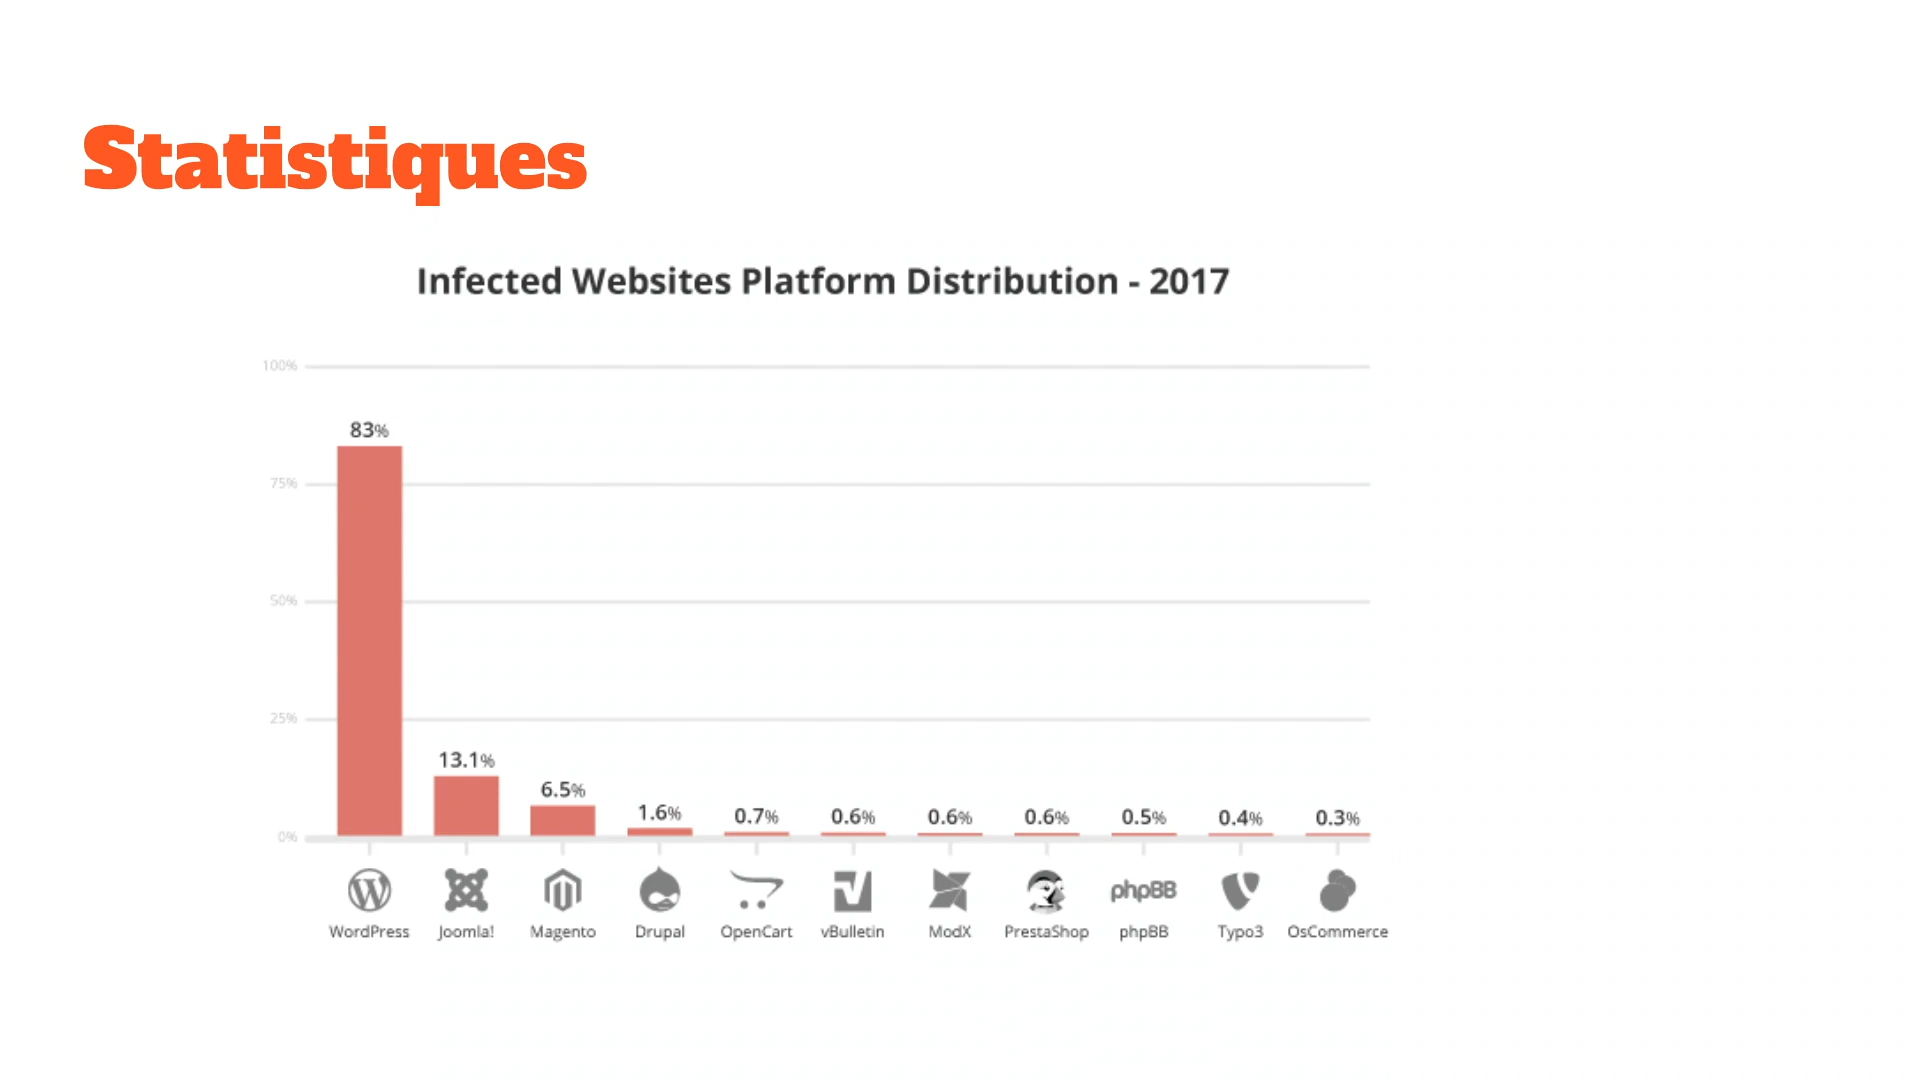 Statistiques
Infected Websites Platform Distribution - 2017
100%
83%
75%
50%
25%
13.1%
6.5%
1.6%
0.7%
0.6%
0.6%
0.6%
0.5%
0.4%
0.3%
0%
phpBB
WordPress
Joomla!
Magento
Drupal
OpenCart
vBulletin
ModX
PrestaShop
phpBB
Typo3
OsCommerce